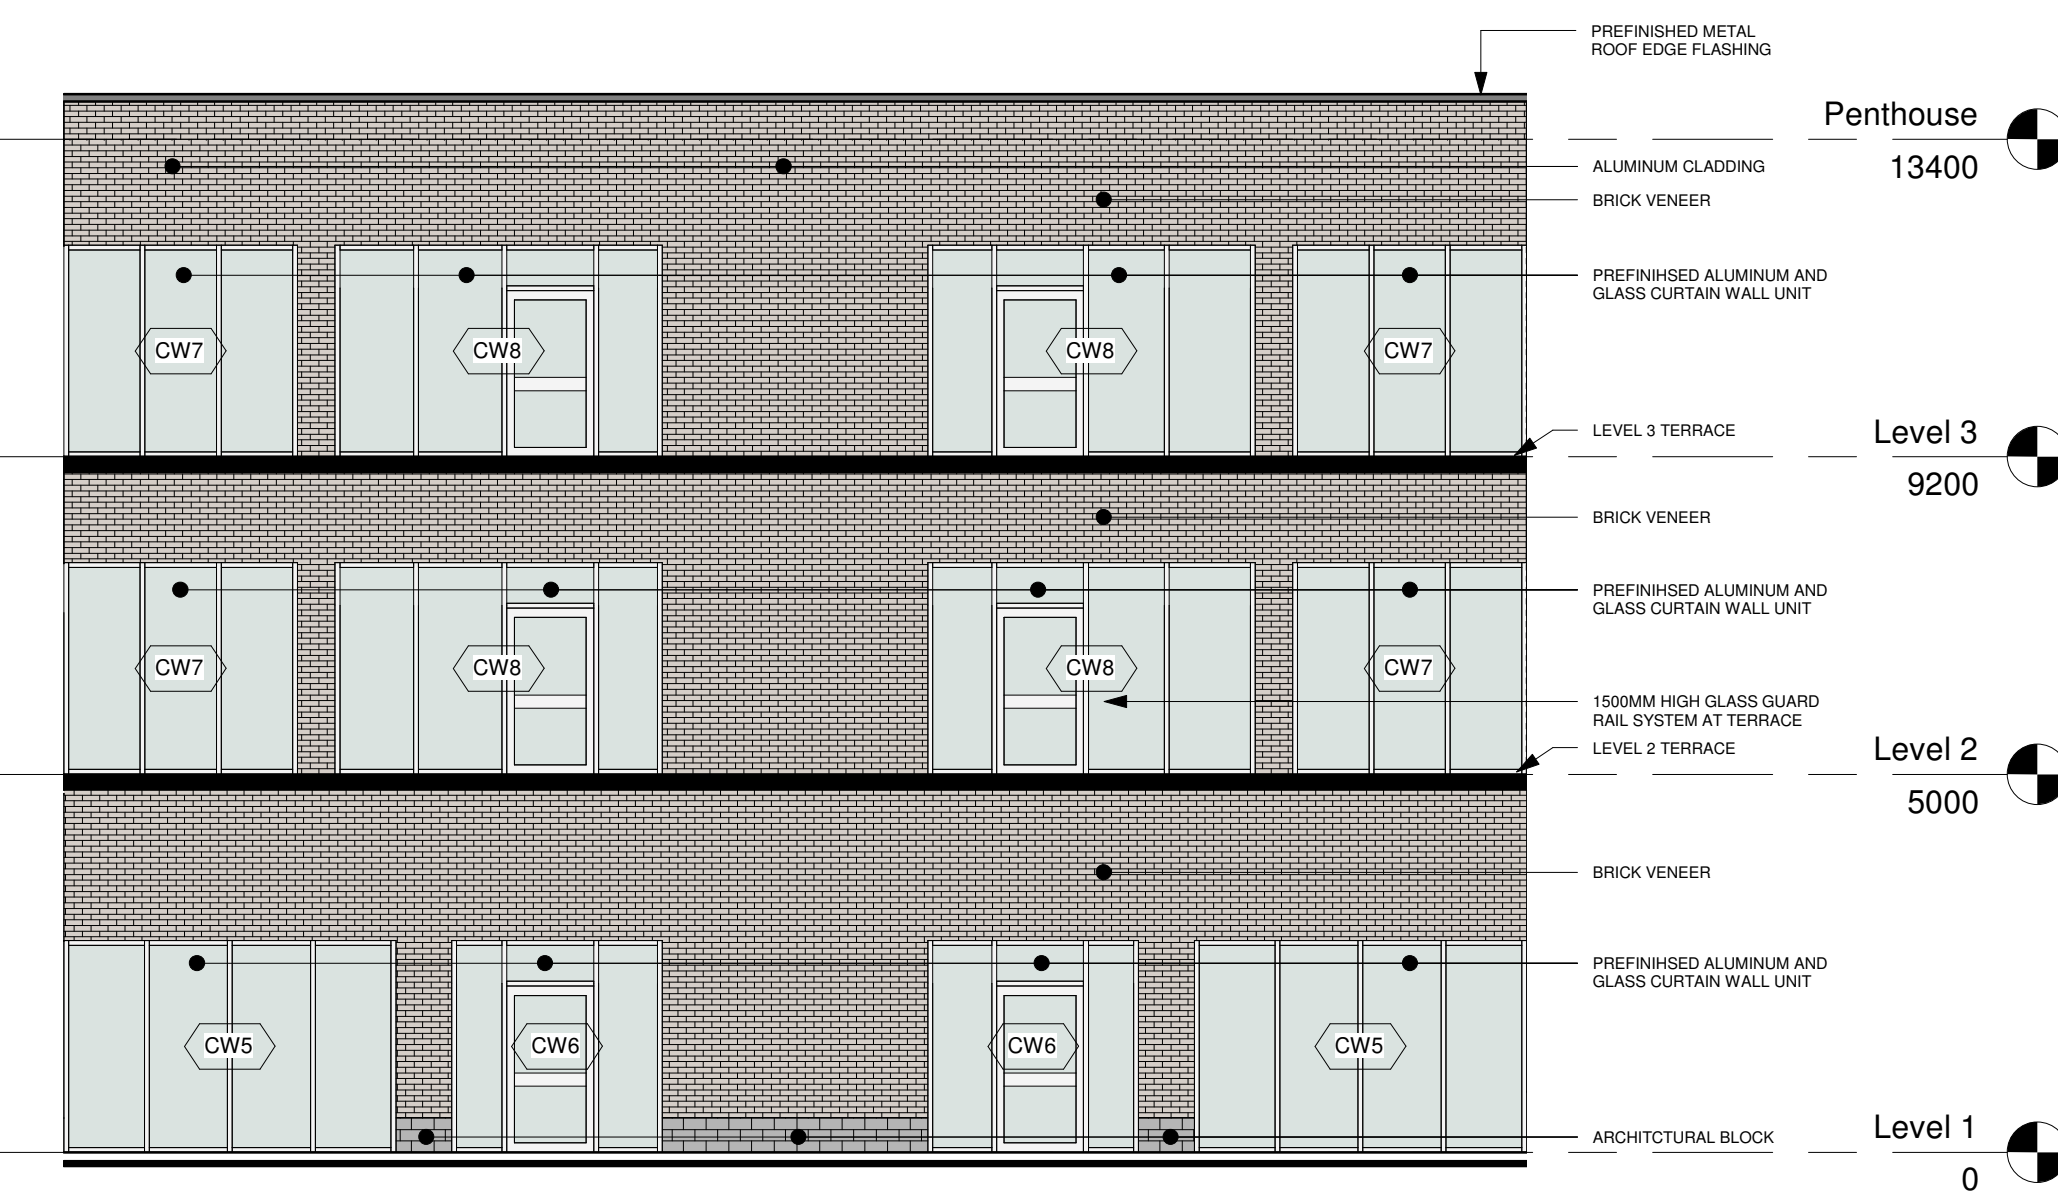 PREFINISHED METAL
ROOF EDGE FLASHING
Penthouse
13400
ALUMINUM CLADDING
BRICK VENEER
PREFINIHSED ALUMINUM AND
GLASS CURTAIN WALL UNIT
CW7
CW8
CW8
CW7
LEVEL 3 TERRACE
Level 3
9200
BRICK VENEER
PREFINIHSED ALUMINUM AND
GLASS CURTAIN WALL UNIT
CW7
CW8
CW8
CW7
1500MM HIGH GLASS GUARD
RAIL SYSTEM AT TERRACE
LEVEL 2 TERRACE
Level 2
5000
BRICK VENEER
PREFINIHSED ALUMINUM AND
GLASS CURTAIN WALL UNIT
CW5
CW6
CW6
CW5
ARCHITCTURAL BLOCK
Level 1
0